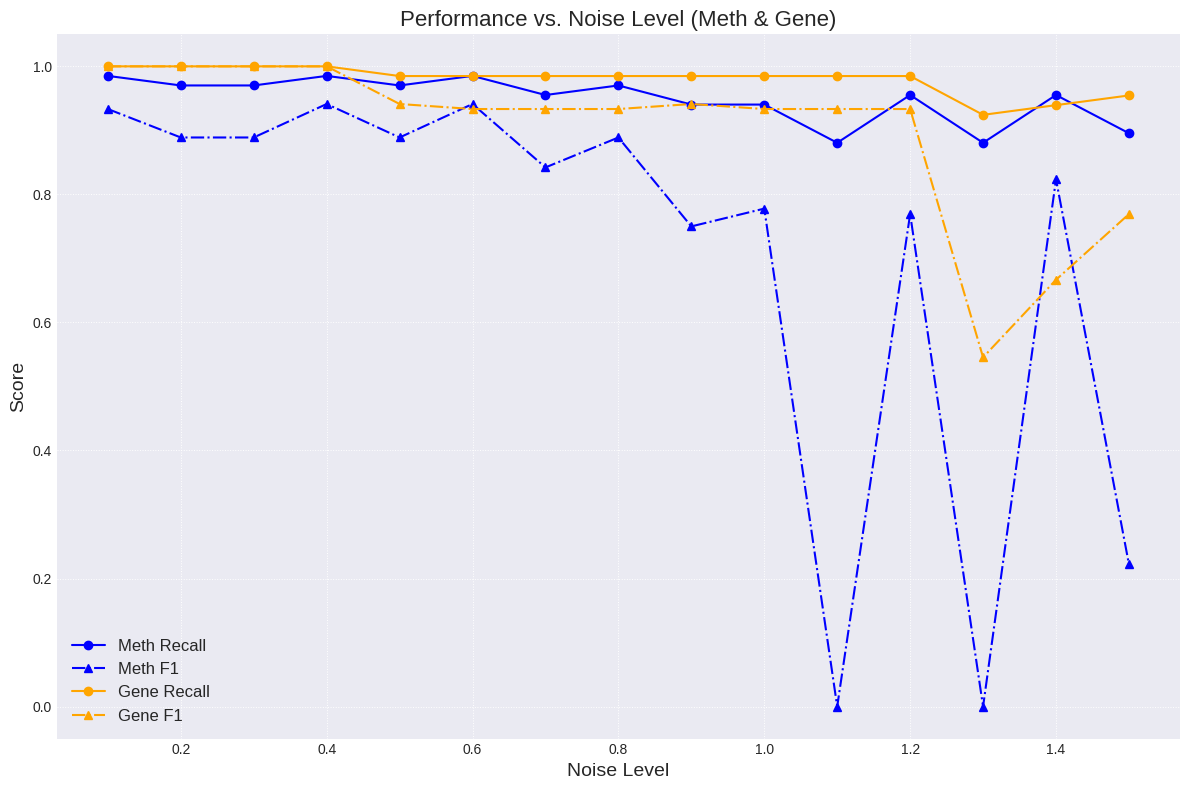 Performance vs. Noise Level (Meth & Gene)
Score
1.0
0.8
0.6
0.4
0.2
0.0
Meth Recall
Meth F1
Gene Recall
Gene F1
0.2 0.4 0.6 0.8 1.0 1.2 1.4
Noise Level